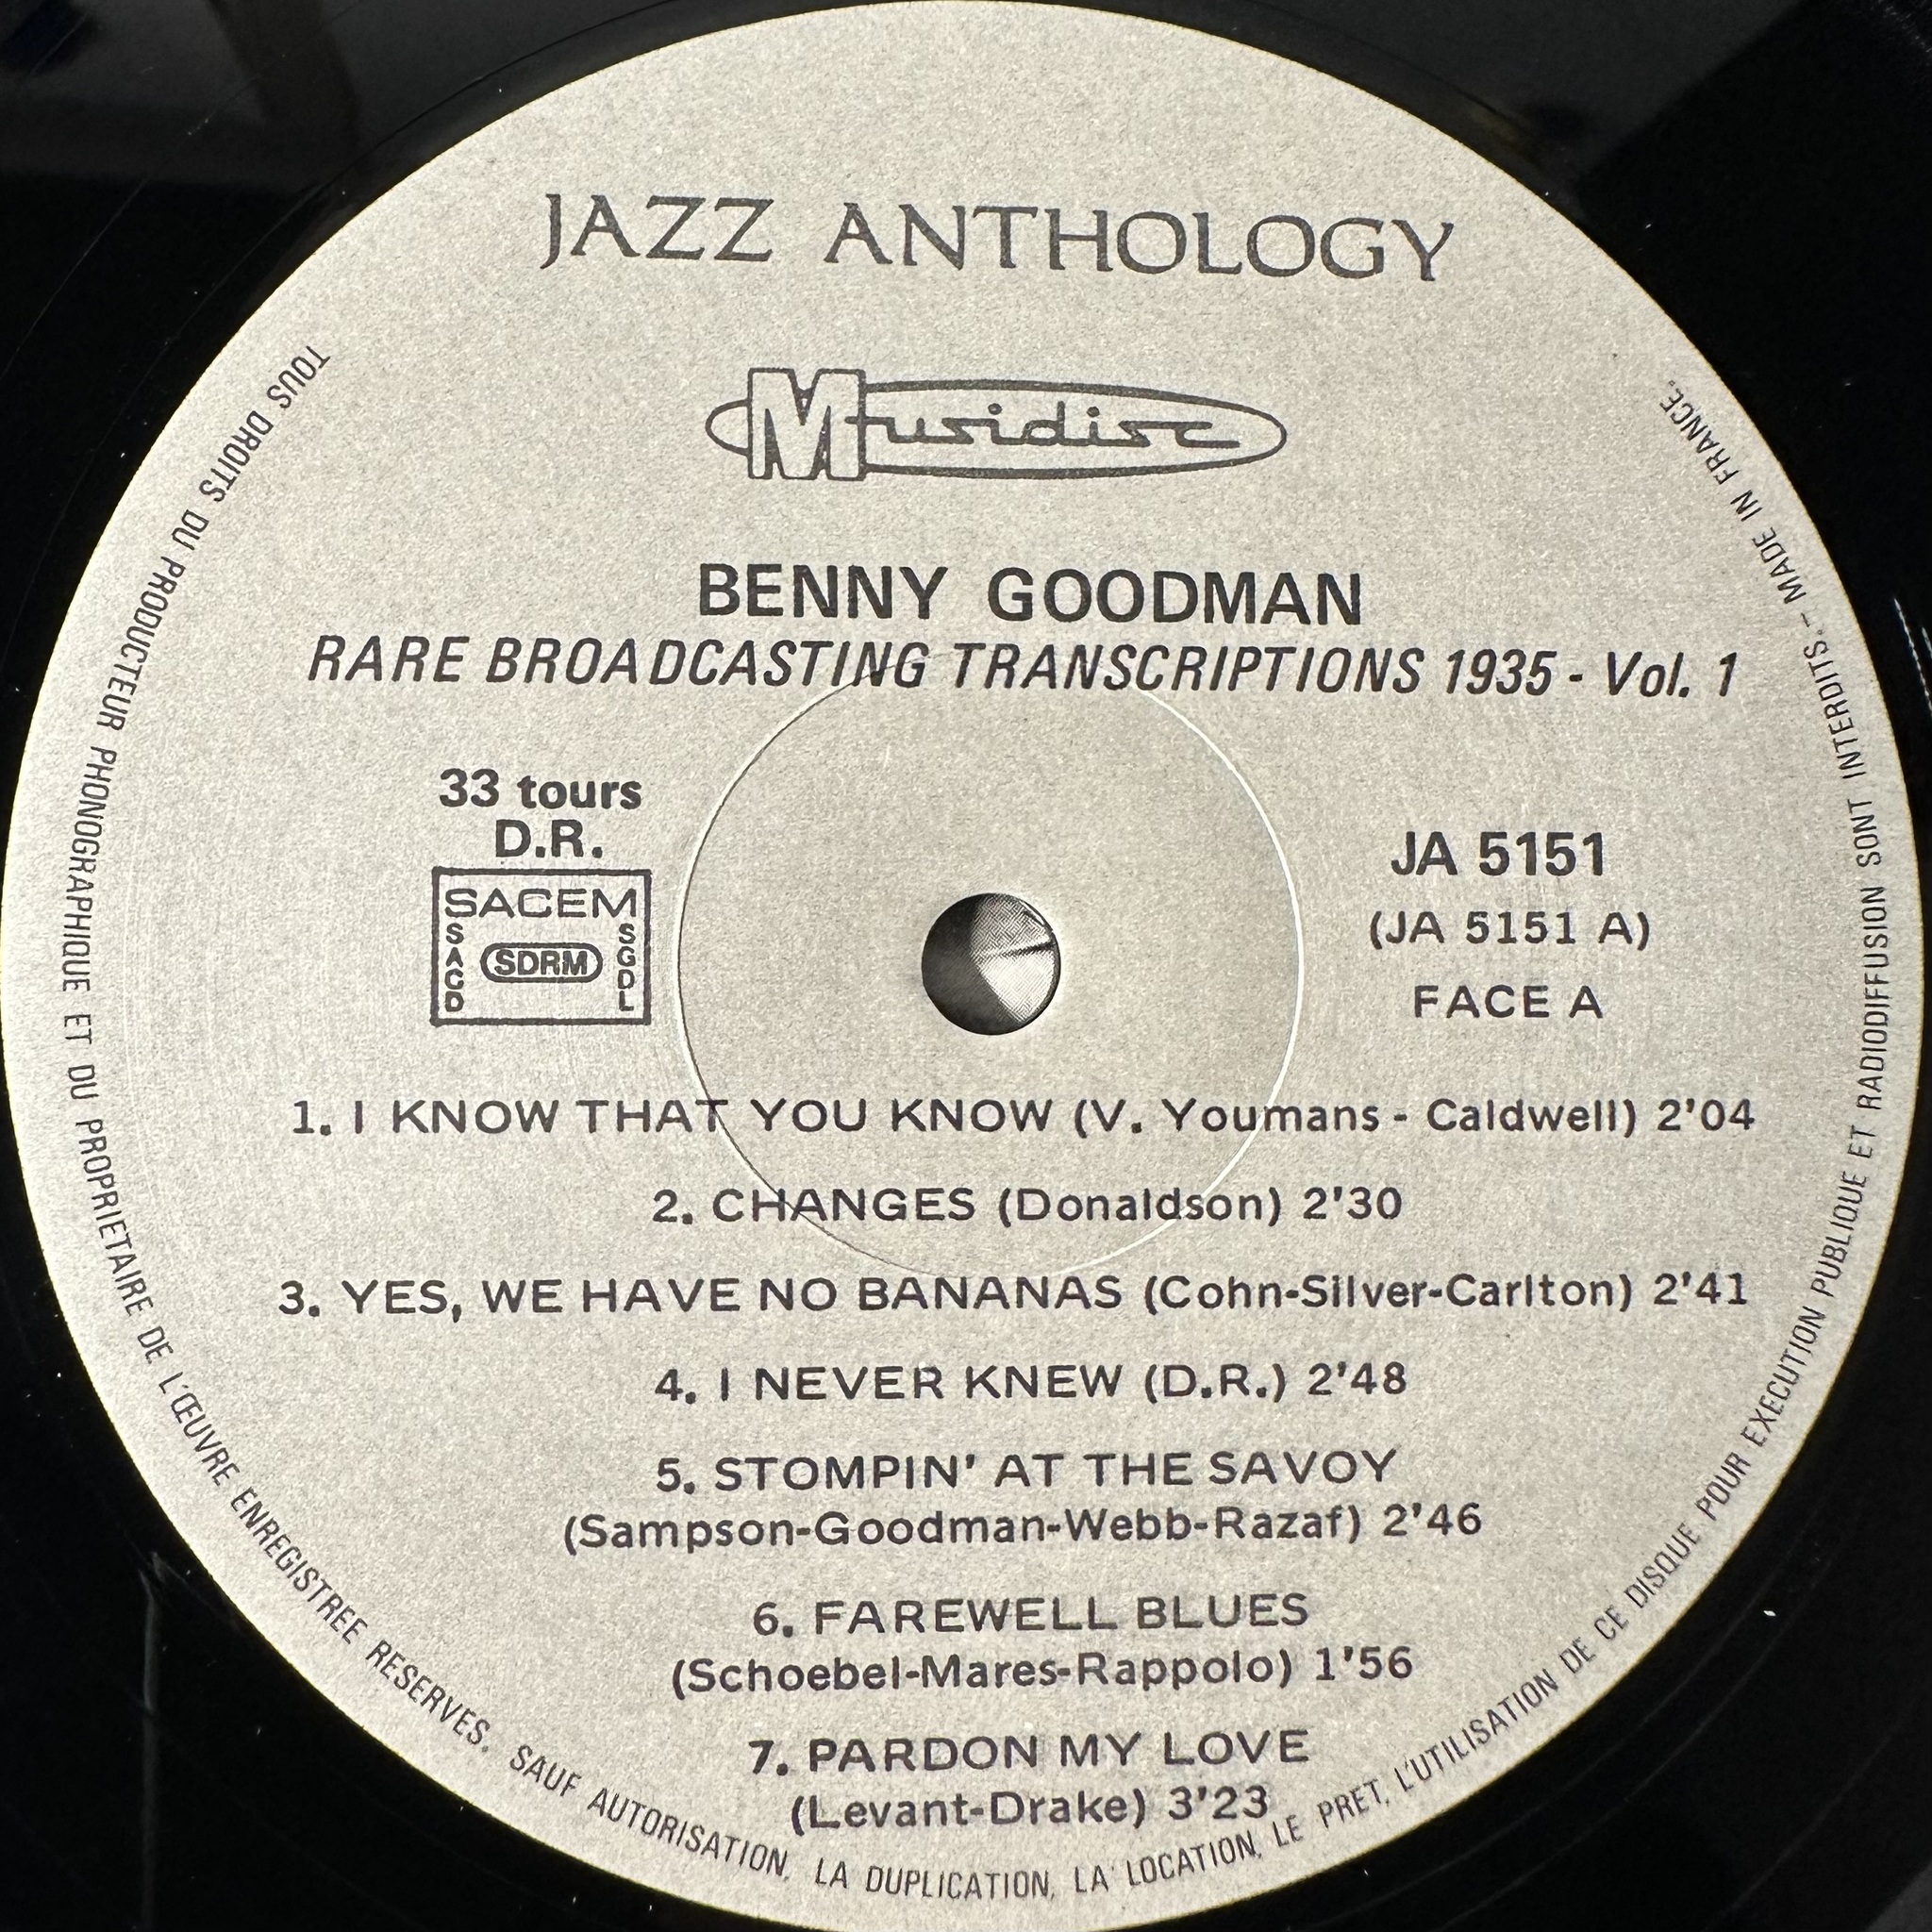 JAZZ ANTHOLOGY
Musidisc
BENNY GOODMAN
RARE BROADCASTING TRANSCRIPTIONS 1935 - Vol. 1
33 tours
D.R.
SACEM
SACD
SDRM
SGDL
JA 5151
(JA 5151 A)
FACE A
1. I KNOW THAT YOU KNOW (V. Youmans - Caldwell) 2'04
2. CHANGES (Donaldson) 2'30
3. YES, WE HAVE NO BANANAS (Cohn-Silver-Carlton) 2'41
4. I NEVER KNEW (D.R.) 2'48
5. STOMPIN' AT THE SAVOY
(Sampson-Goodman-Webb-Razaf) 2'46
6. FAREWELL BLUES
(Schoebel-Mares-Rappolo) 1'56
7. PARDON MY LOVE
(Levant-Drake) 3'23
TOUS DROITS DU PRODUCTEUR PHONOGRAPHIQUE ET DU PROPRIETAIRE DE L'ŒUVRE ENREGISTREE RESERVES. SAUF AUTORISATION, LA DUPLICATION, LA LOCATION, LE PRET, L'UTILISATION DE CE DISQUE POUR EXECUTION PUBLIQUE ET RADIODIFFUSION SONT INTERDITS. – MADE IN FRANCE.